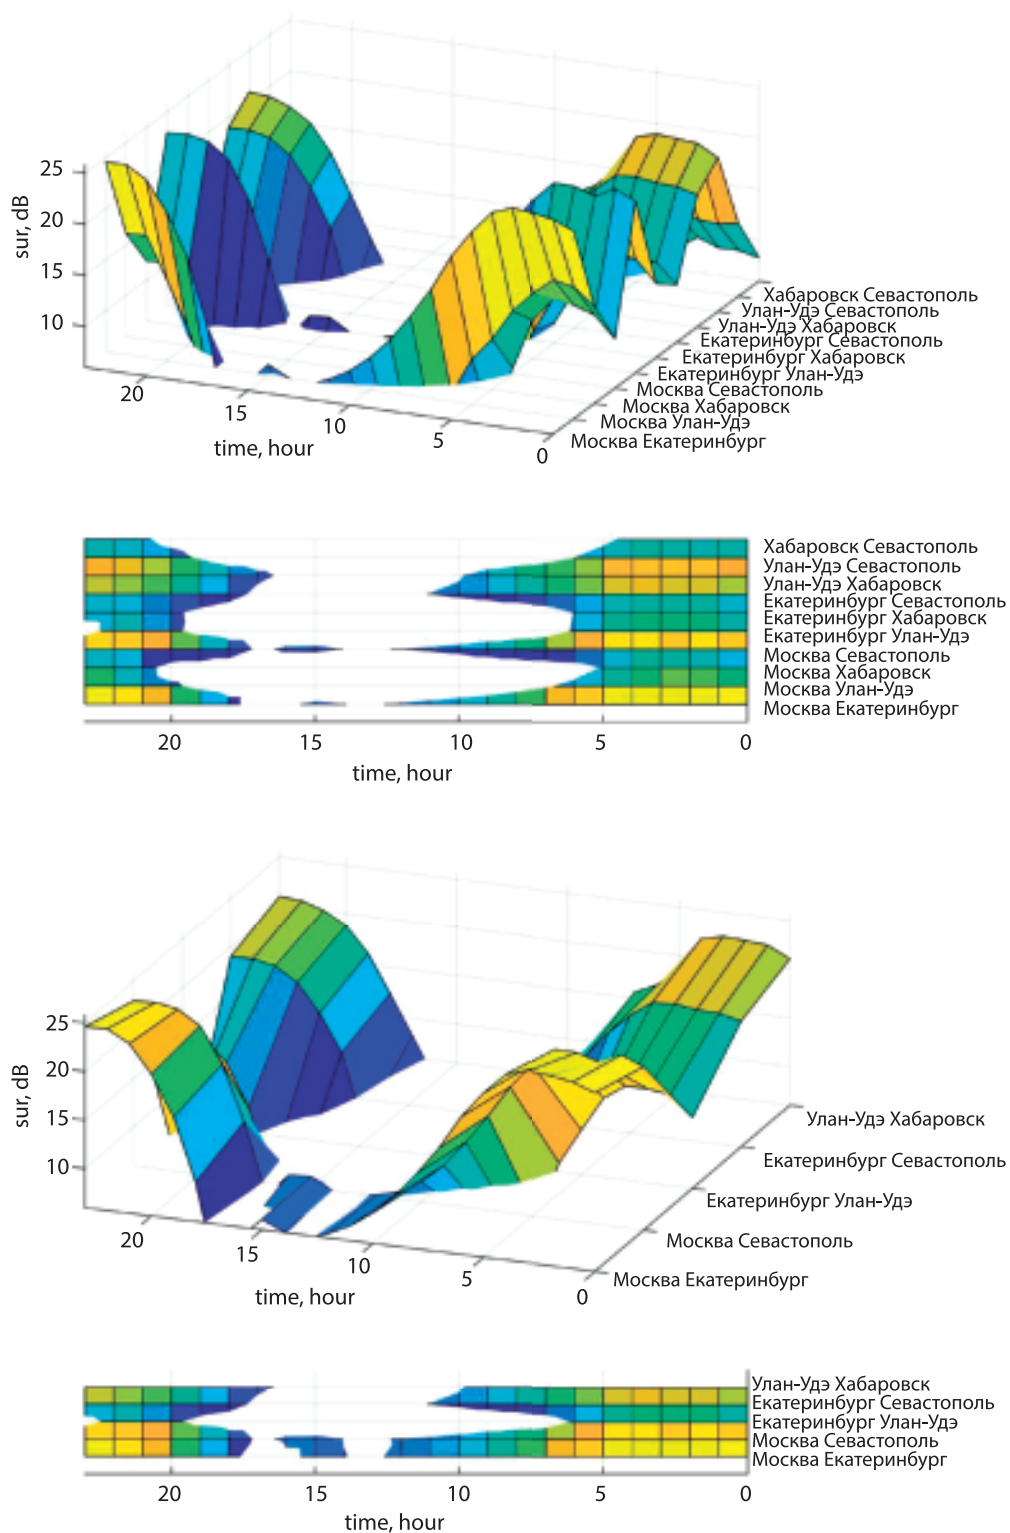 25
20
15
10
sur, dB
20
15
10
5
0
time, hour
Хабаровск Севастополь
Улан-Удэ Севастополь
Улан-Удэ Хабаровск
Екатеринбург Севастополь
Екатеринбург Хабаровск
Екатеринбург Улан-Удэ
Москва Севастополь
Москва Хабаровск
Москва Улан-Удэ
Москва Екатеринбург
Хабаровск Севастополь
Улан-Удэ Севастополь
Улан-Удэ Хабаровск
Екатеринбург Севастополь
Екатеринбург Хабаровск
Екатеринбург Улан-Удэ
Москва Севастополь
Москва Хабаровск
Москва Улан-Удэ
Москва Екатеринбург
20 15 10 5 0
time, hour
25
20
15
10
sur, dB
20
15
10
5
0
time, hour
Улан-Удэ Хабаровск
Екатеринбург Севастополь
Екатеринбург Улан-Удэ
Москва Севастополь
Москва Екатеринбург
Улан-Удэ Хабаровск
Екатеринбург Севастополь
Екатеринбург Улан-Удэ
Москва Севастополь
Москва Екатеринбург
20 15 10 5 0
time, hour